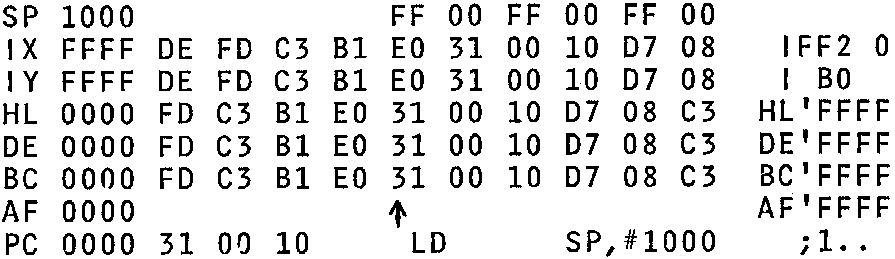 SP 1000 FF 00 FF 00 FF 00
IX FFFF DE FD C3 B1 E0 31 00 10 D7 08 IFF2 0
IY FFFF DE FD C3 B1 E0 31 00 10 D7 08 I B0
HL 0000 FD C3 B1 E0 31 00 10 D7 08 C3 HL'FFFF
DE 0000 FD C3 B1 E0 31 00 10 D7 08 C3 DE'FFFF
BC 0000 FD C3 B1 E0 31 00 10 D7 08 C3 BC'FFFF
AF 0000 ↑ AF'FFFF
PC 0000 31 00 10 LD SP,#1000 ;1..